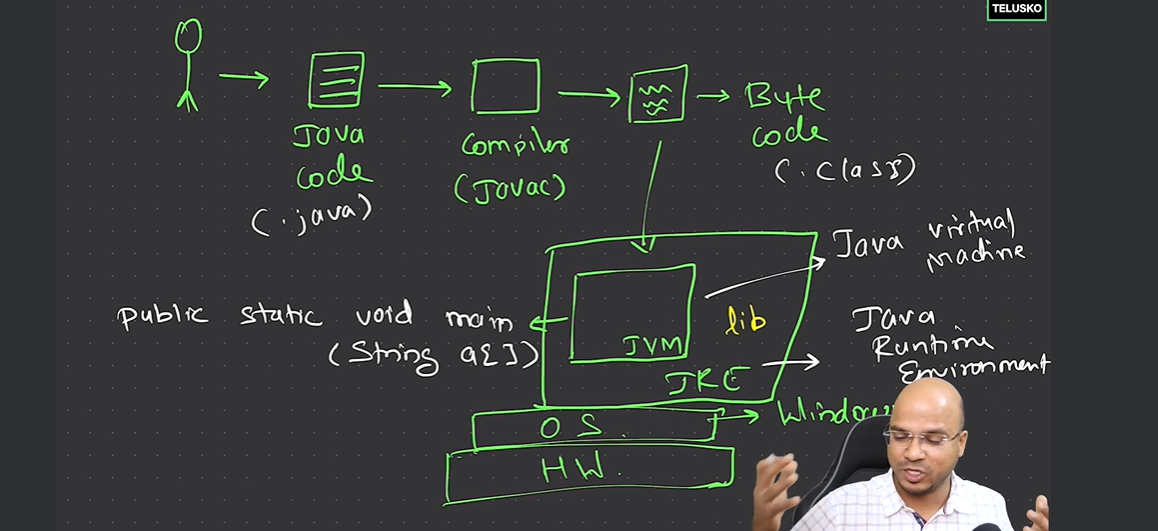 TELUSKO
Java
code
(.java)
Compiler
(Javac)
Byte
code
(.class)
Java virtual
machine
public static void main
(String a[])
JVM
lib
JRE
Java
Runtime
Environment
OS.
HW.